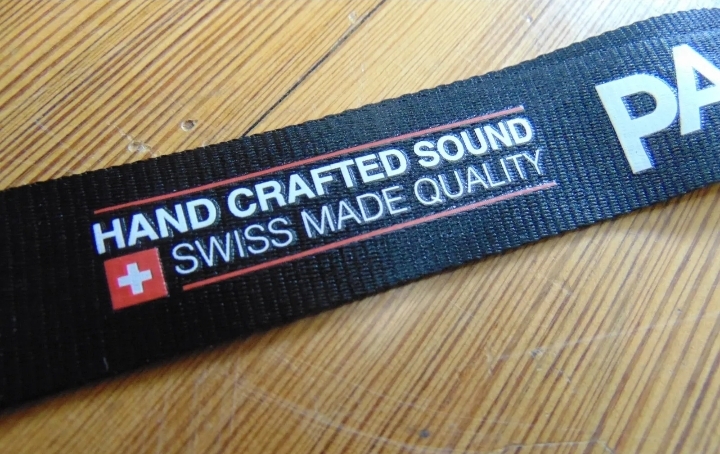 HAND CRAFTED SOUND
SWISS MADE QUALITY
PA